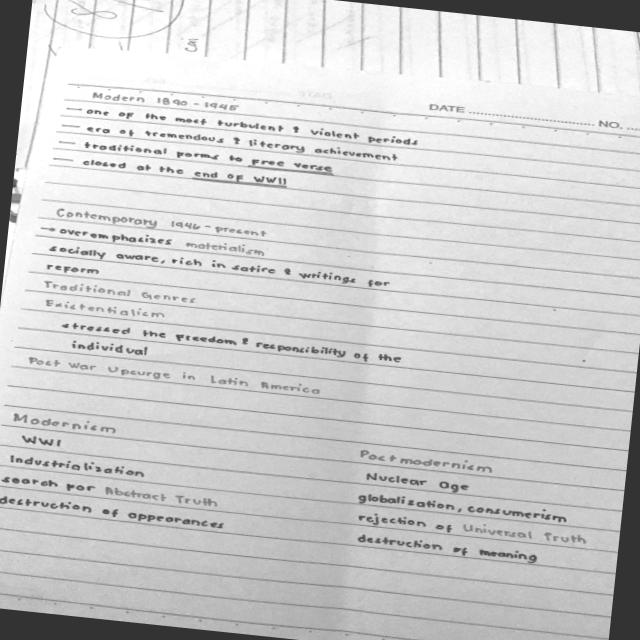 DATE NO.
Modern 1890 - 1945
— one of the most turbulent & violent periods
— era of tremendous & literary achievement
— traditional forms to free verse
— closed at the end of WWII
Contemporary 1946 - present
→ overemphasizes materialism
socially aware, rich in satire & writings for
reform
Traditional Genres
Existentialism
stressed the freedom & responsibility of the
individual
Post War Upsurge in Latin America
Modernism
WWI
Industrialization
search for Abstract Truth
destruction of appearances
Postmodernism
Nuclear Age
globalization, consumerism
rejection of Universal Truth
destruction of meaning